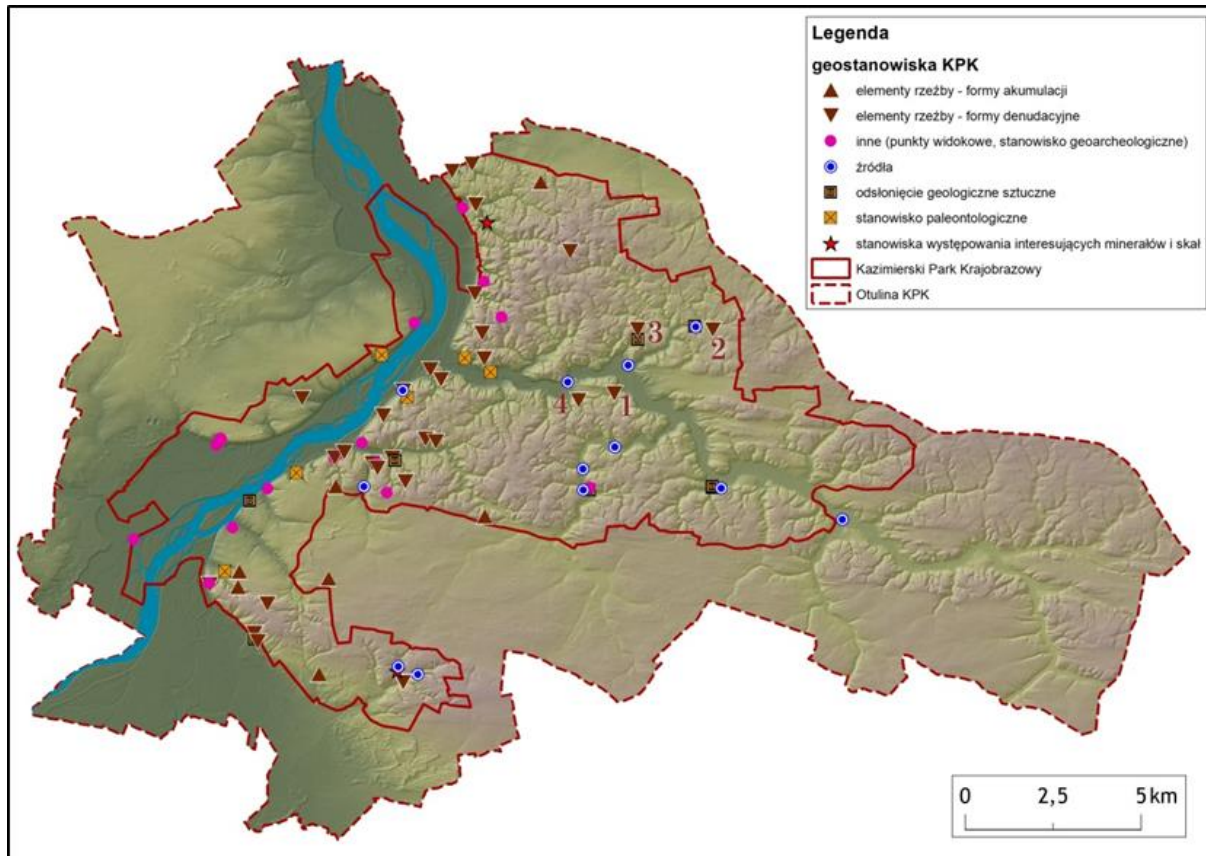 Legenda
geostanowiska KPK
elementy rzeźby - formy akumulacji
elementy rzeźby - formy denudacyjne
inne (punkty widokowe, stanowisko geoarcheologiczne)
źródła
odsłonięcie geologiczne sztuczne
stanowisko paleontologiczne
stanowiska występowania interesujących minerałów i skał
Kazimierski Park Krajobrazowy
Otulina KPK
3
2
4
1
0 2,5 5 km